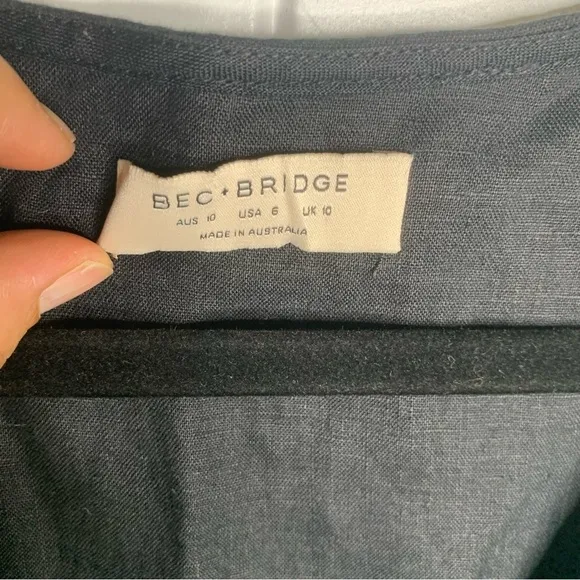 BEC + BRIDGE
AUS 10 USA 6 UK 10
MADE IN AUSTRALIA